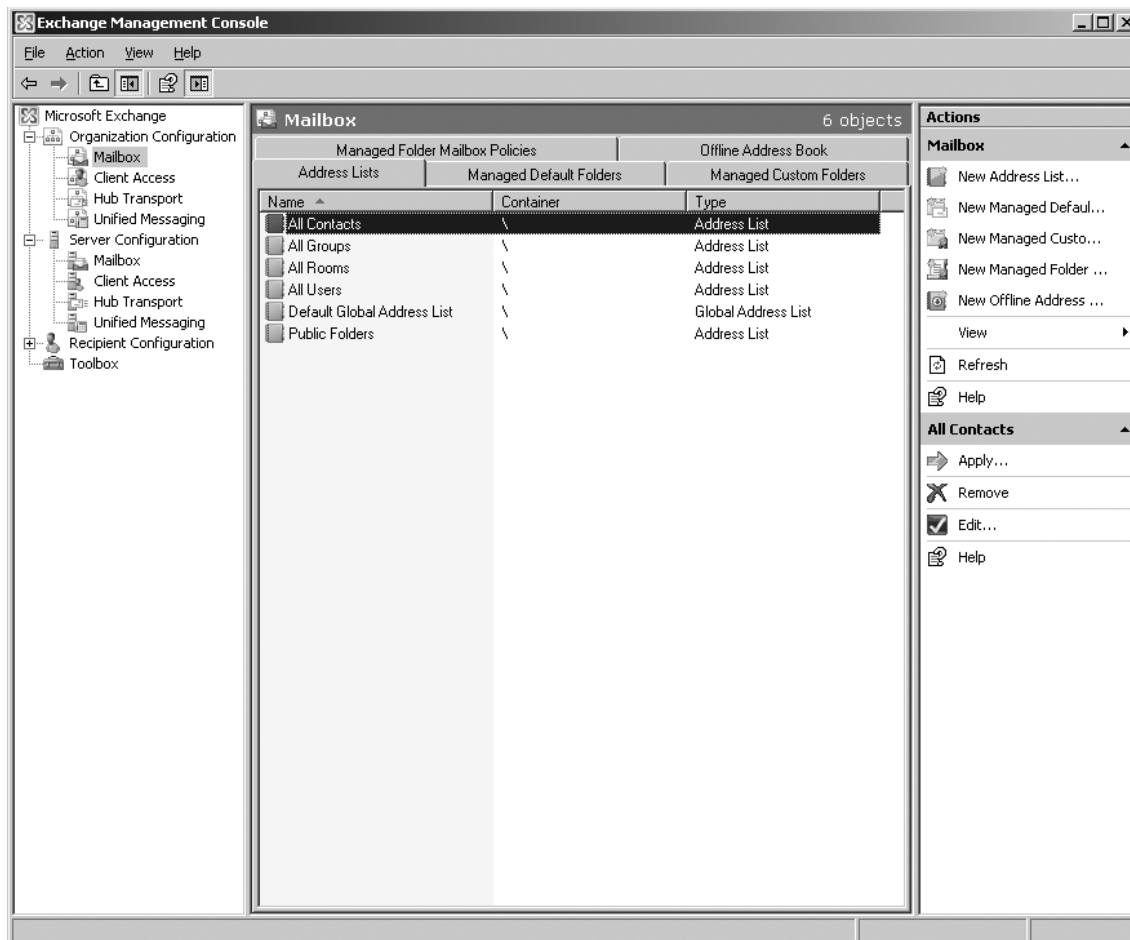 Exchange Management Console
File Action View Help
Microsoft Exchange
Organization Configuration
Mailbox
Client Access
Hub Transport
Unified Messaging
Server Configuration
Mailbox
Client Access
Hub Transport
Unified Messaging
Recipient Configuration
Toolbox
Mailbox 6 objects
Managed Folder Mailbox Policies Offline Address Book
Address Lists Managed Default Folders Managed Custom Folders
Name Container Type
All Contacts \ Address List
All Groups \ Address List
All Rooms \ Address List
All Users \ Address List
Default Global Address List \ Global Address List
Public Folders \ Address List
Actions
Mailbox
New Address List...
New Managed Defaul...
New Managed Custo...
New Managed Folder ...
New Offline Address ...
View
Refresh
Help
All Contacts
Apply...
Remove
Edit...
Help